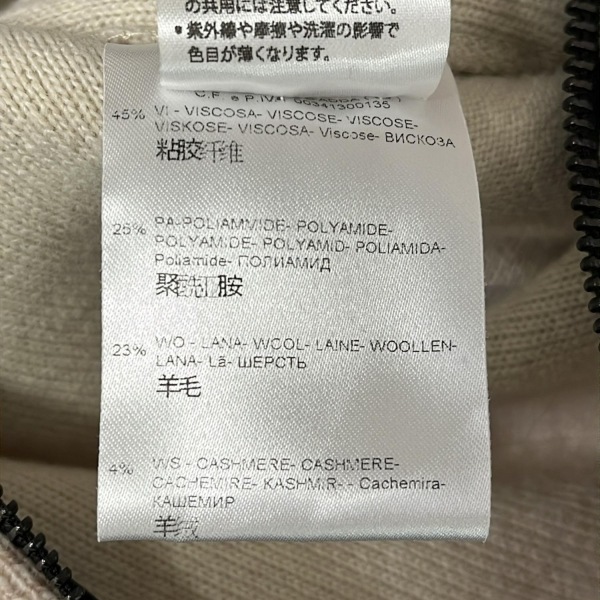 の共用には注意してください。
* 紫外線や摩擦や洗濯の影響で
色目が薄くなります。
C.F. e P.IVA 00341300135
45% VI - VISCOSA- VISCOSE- VISCOSE-
VISKOSE- VISCOSA- Viscose- ВИСКОЗА
粘胶纤维
25% PA-POLIAMMIDE- POLYAMIDE-
POLYAMIDE- POLYAMID- POLIAMIDA-
Poliamide- ПОЛИАМИД
聚酰胺
23% WO - LANA- WOOL- LAINE- WOOLLEN-
LANA- Lã- ШЕРСТЬ
羊毛
4% WS - CASHMERE- CASHMERE-
CACHEMIRE- KASHMIR- - Cachemira-
КАШЕМИР
羊绒